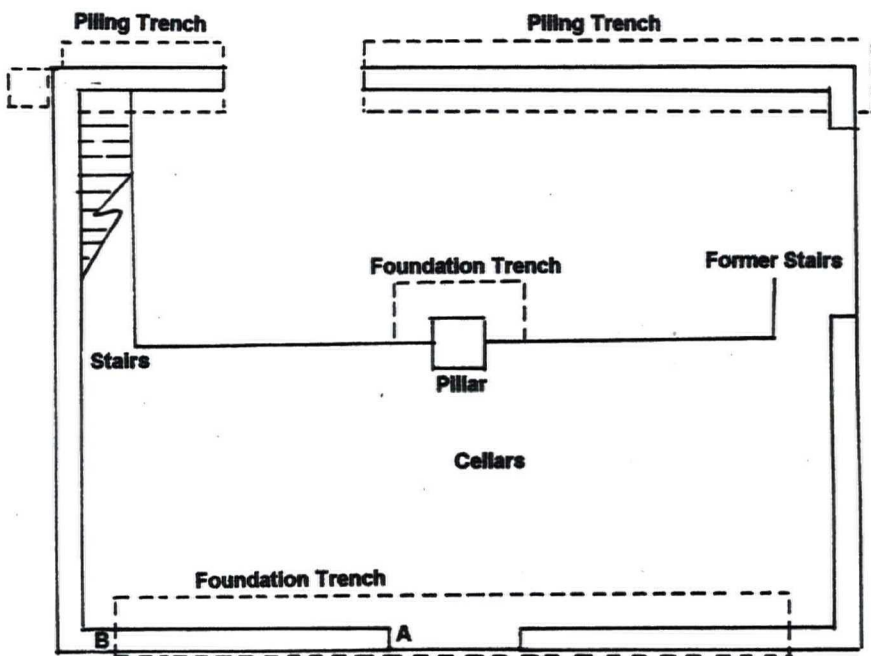 Piling Trench
Piling Trench
Foundation Trench
Former Stairs
Stairs
Pillar
Cellars
Foundation Trench
B
A